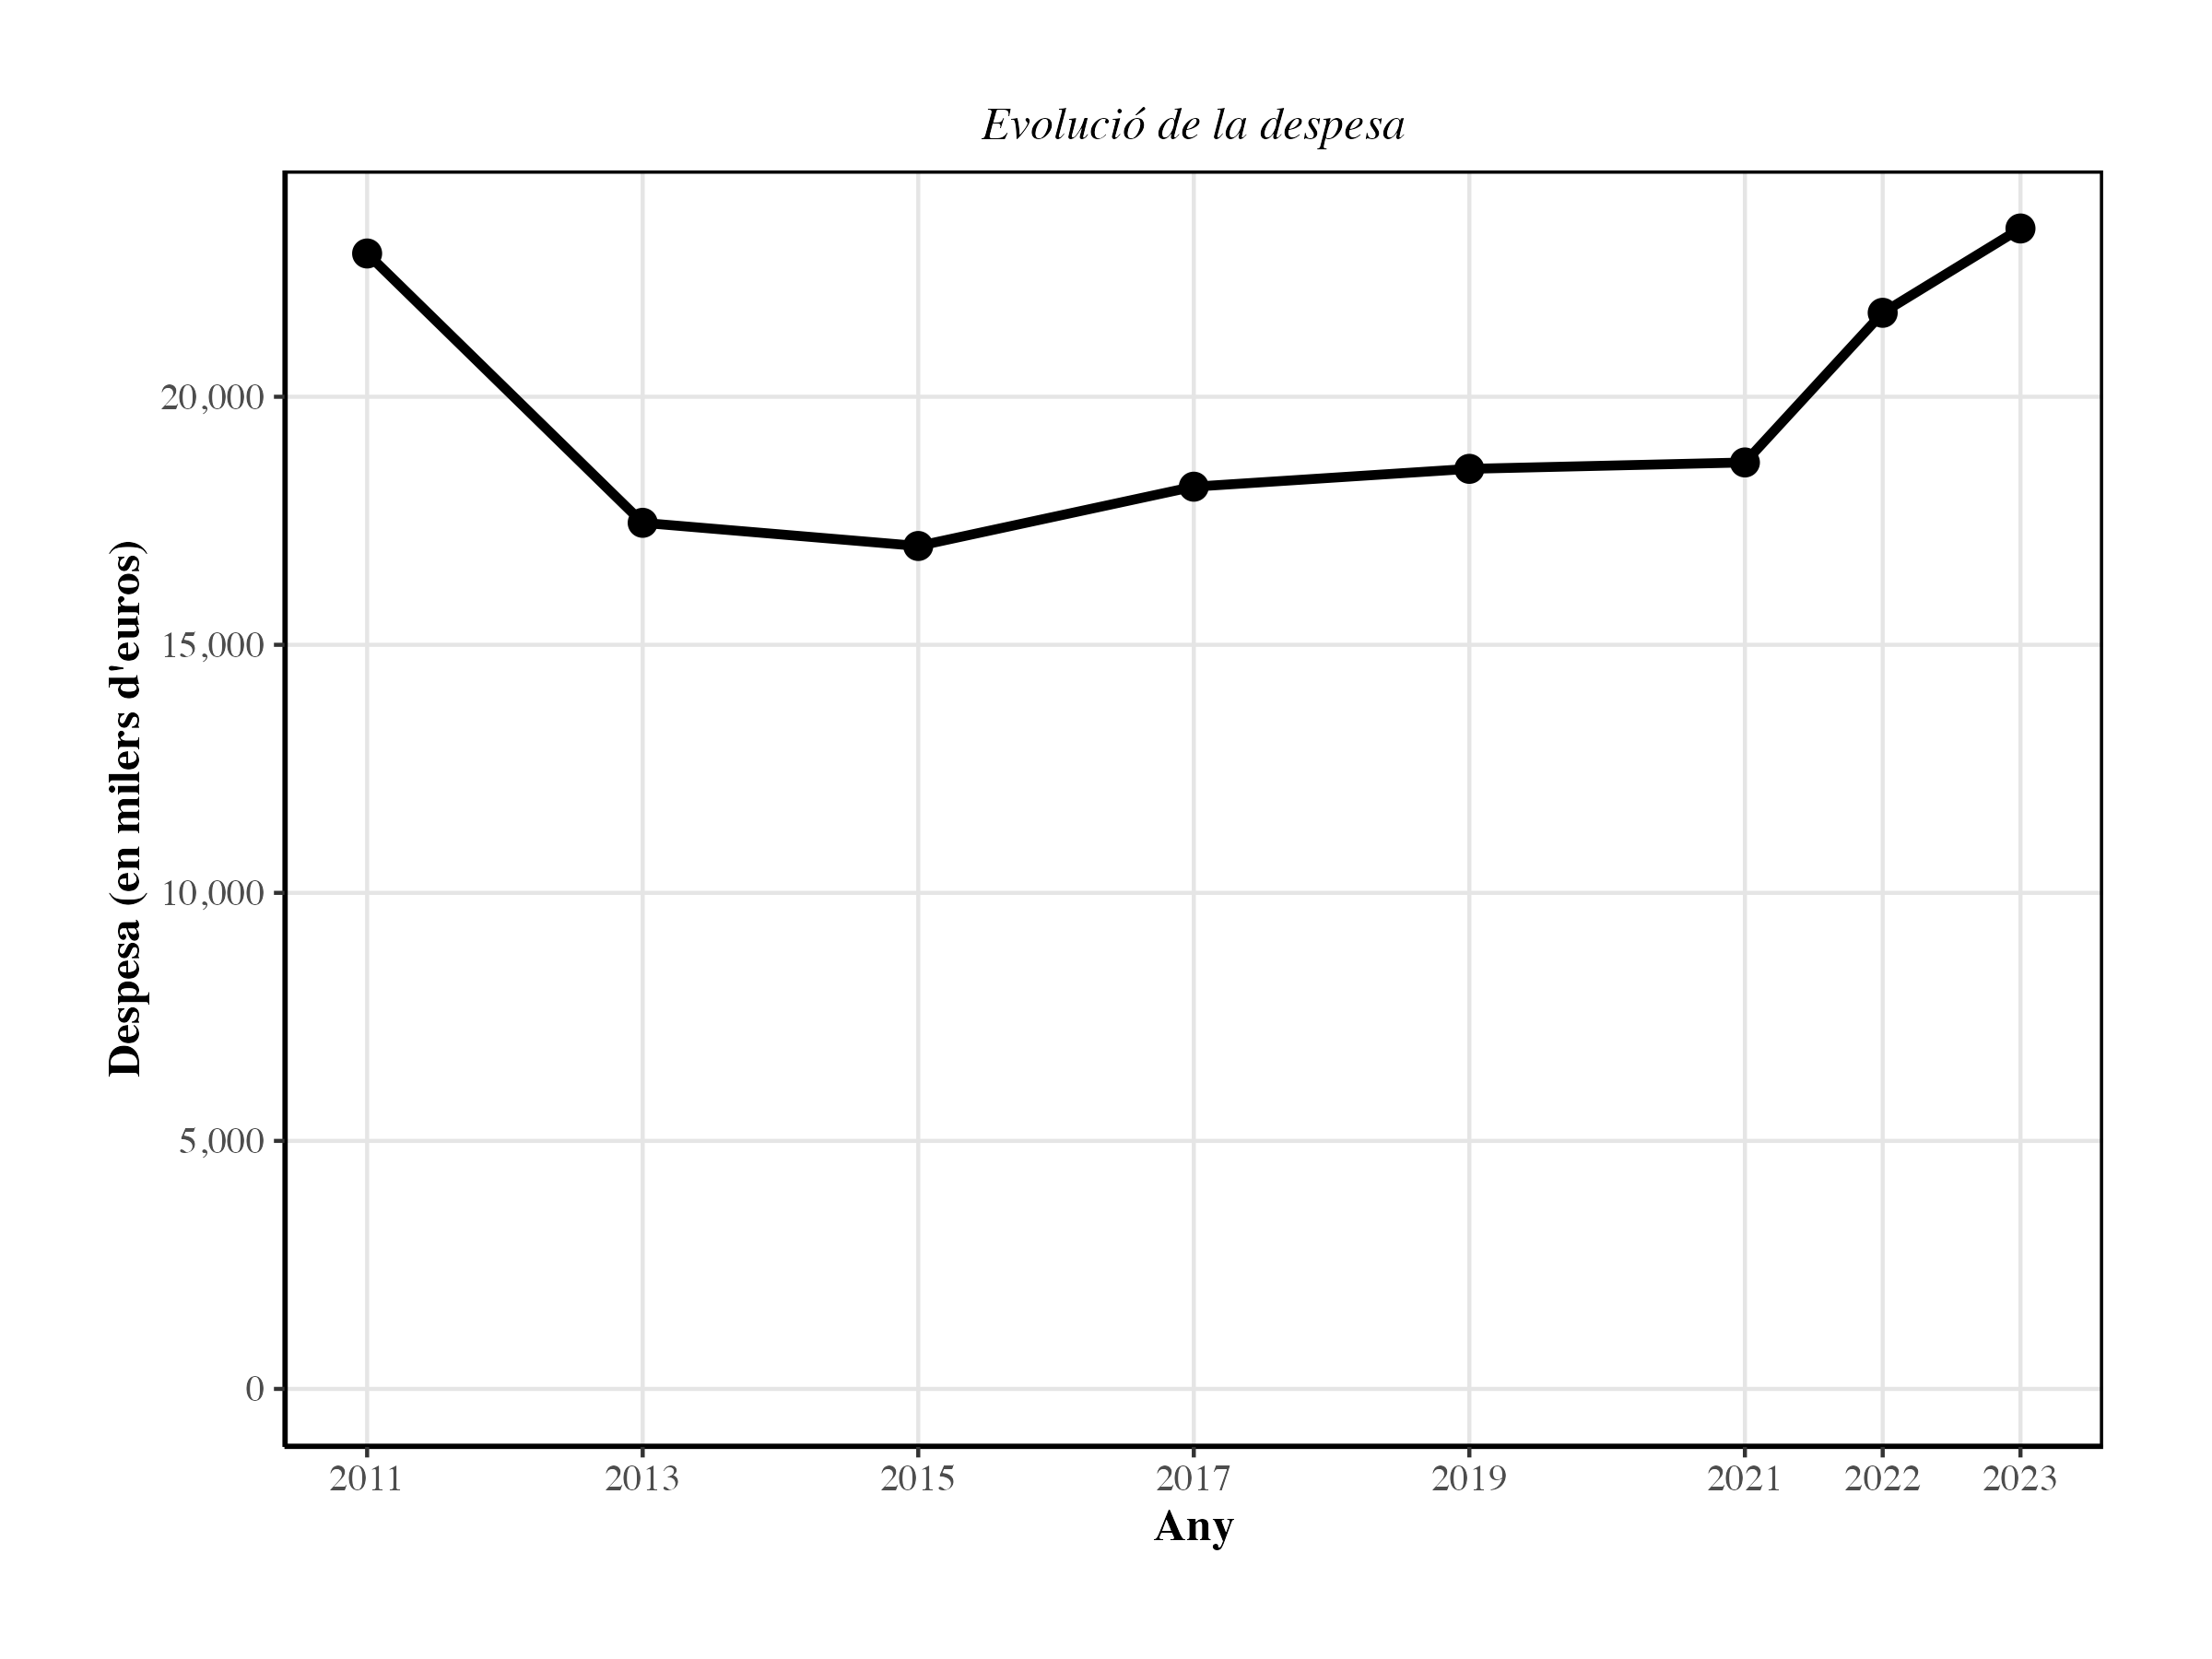 Evolució de la despesa
Despesa (en milers d'euros)
20,000
15,000
10,000
5,000
0
2011 2013 2015 2017 2019 2021 2022 2023
Any